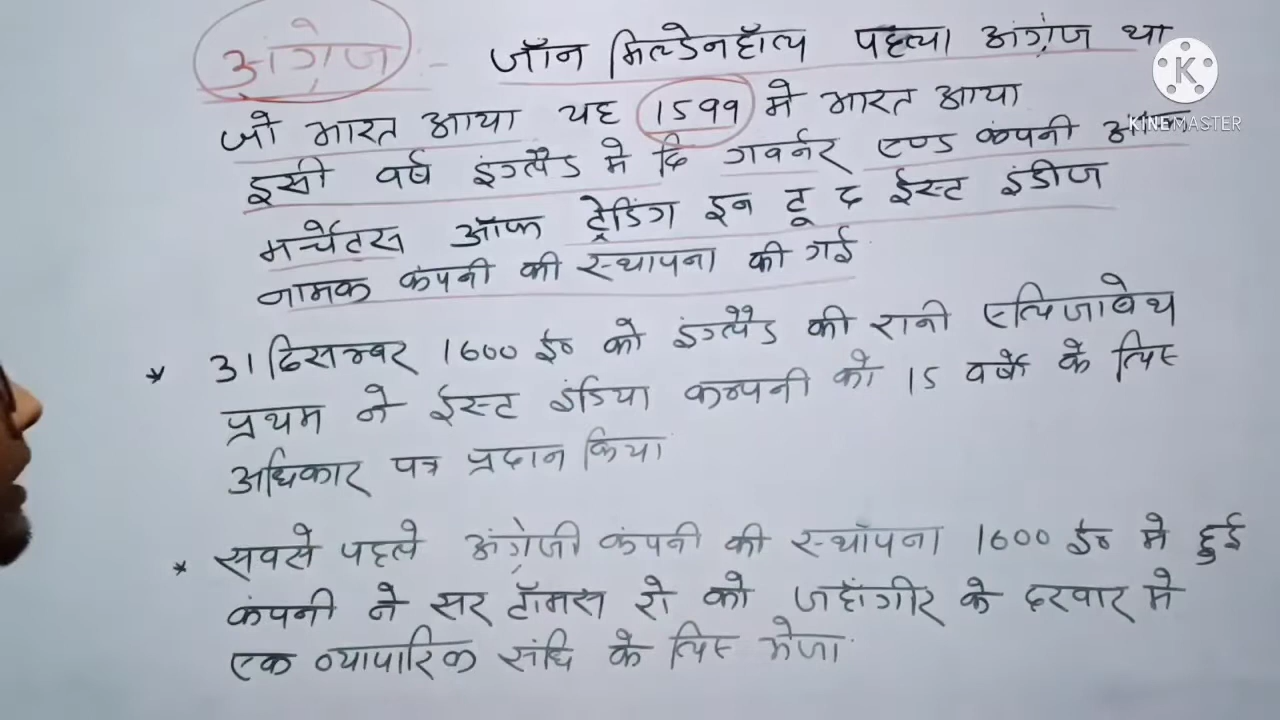 अंग्रेज :- जॉन मिल्डेनहॉल पहला अंग्रेज था
जो भारत आया यह 1599 मे भारत आया
इसी वर्ष इंग्लैंड मे दि गवर्नर एण्ड कंपनी ऑफ
मर्चेंटस ऑफ ट्रेडिंग इन टू द ईस्ट इंडीज
नामक कंपनी की स्थापना की गई
* 31 दिसम्बर 1600 ई० को इंग्लैंड की रानी एलिजाबेथ
प्रथम ने ईस्ट इंडिया कम्पनी को 15 वर्षो के लिए
अधिकार पत्र प्रदान किया
* सबसे पहले अंग्रेजी कंपनी की स्थॉपना 1600 ई० मे हुई
कंपनी ने सर टॉमस रो को जहाँगीर के दरवार मे
एक व्यापारिक संधि के लिए भेजा
K
KINEMASTER